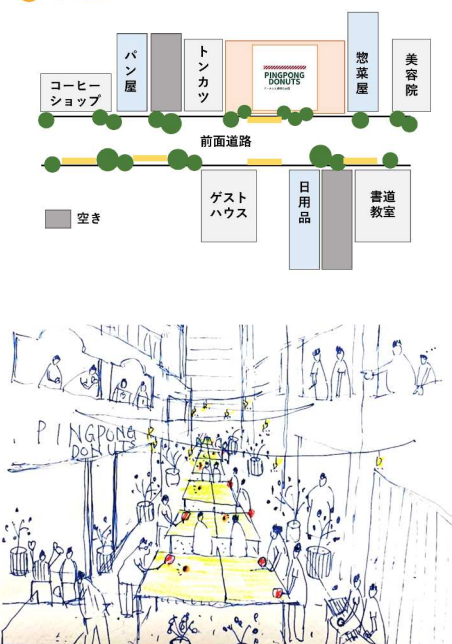 コーヒー
ショップ
パン屋
トンカツ
PINGPONG
DONUTS
惣菜屋
美容院
前面道路
ゲスト
ハウス
日用品
書道
教室
空き
PINGPONG
DONUTS